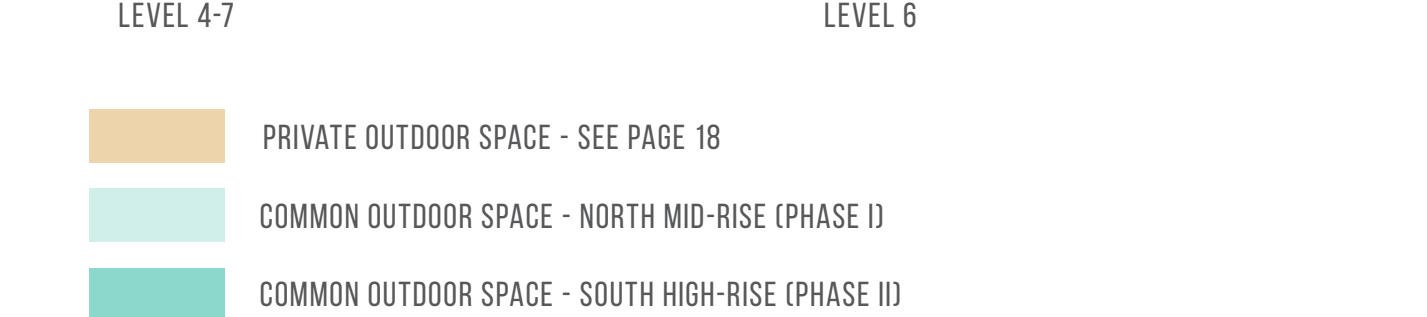 LEVEL 4-7
LEVEL 6
PRIVATE OUTDOOR SPACE - SEE PAGE 18
COMMON OUTDOOR SPACE - NORTH MID-RISE (PHASE I)
COMMON OUTDOOR SPACE - SOUTH HIGH-RISE (PHASE II)